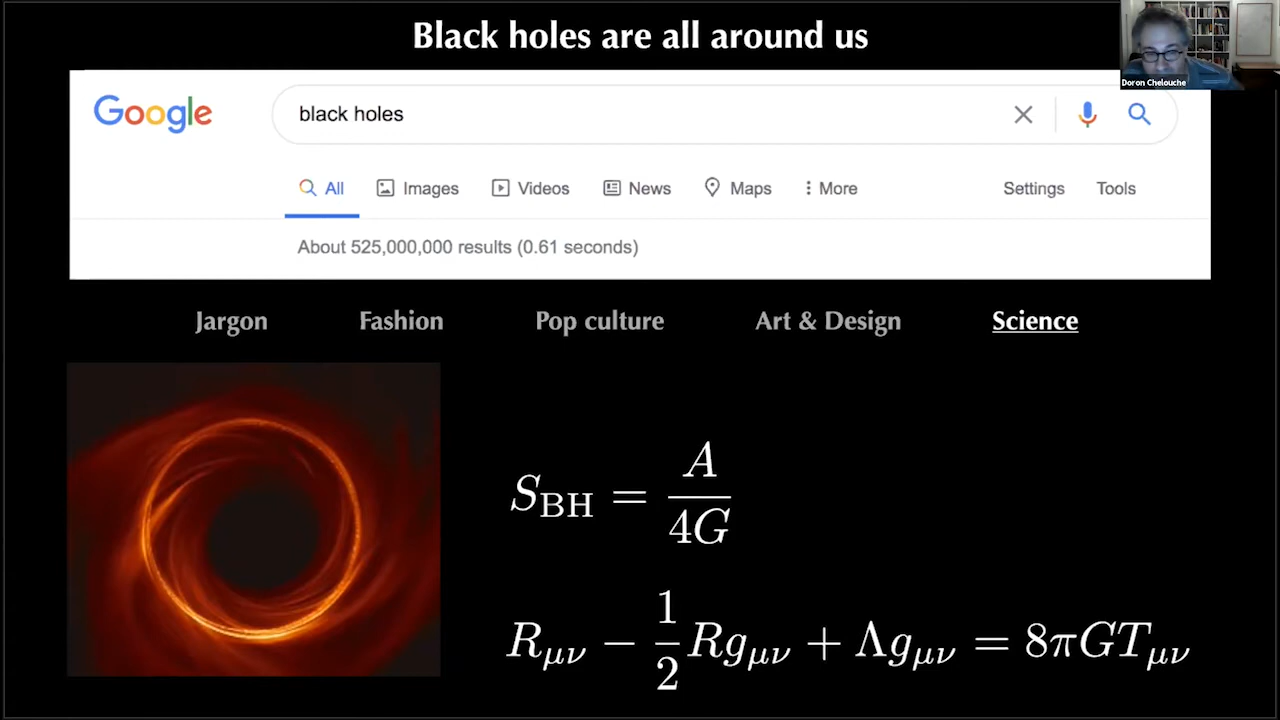 Black holes are all around us
Doron Chelouche
Google
black holes
All Images Videos News Maps More Settings Tools
About 525,000,000 results (0.61 seconds)
Jargon Fashion Pop culture Art & Design Science
S_BH = A/4G
R_μν − 1/2 Rg_μν + Λg_μν = 8πGT_μν